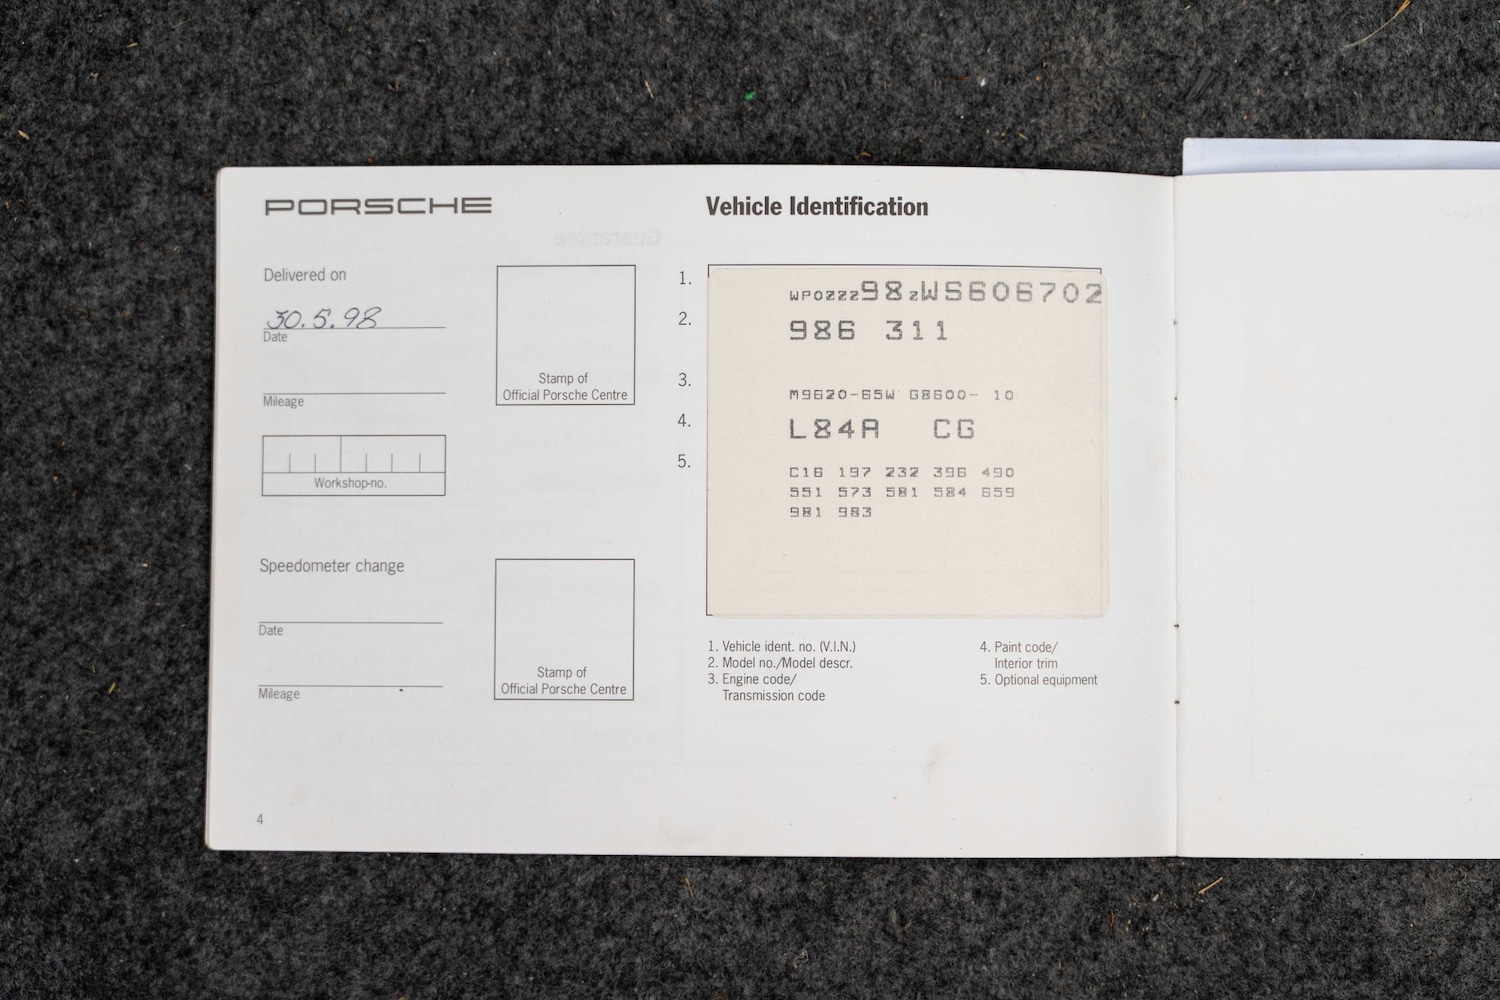 PORSCHE
Delivered on
30.5.98
Date
Mileage
Workshop-no.
Stamp of
Official Porsche Centre
Speedometer change
Date
Mileage
Stamp of
Official Porsche Centre
4
Vehicle Identification
1. WP0ZZZ98ZWS606702
2. 986 311
3. M9620-65W G8600- 10
4. L84A CG
5. C16 197 232 396 490
551 573 581 584 659
981 983
1. Vehicle ident. no. (V.I.N.)
2. Model no./Model descr.
3. Engine code/
Transmission code
4. Paint code/
Interior trim
5. Optional equipment